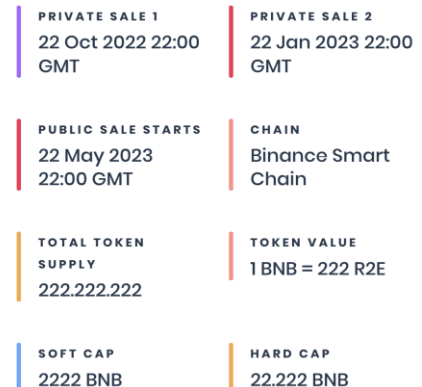 PRIVATE SALE 1
22 Oct 2022 22:00
GMT
PRIVATE SALE 2
22 Jan 2023 22:00
GMT
PUBLIC SALE STARTS
22 May 2023
22:00 GMT
CHAIN
Binance Smart
Chain
TOTAL TOKEN
SUPPLY
222.222.222
TOKEN VALUE
1 BNB = 222 R2E
SOFT CAP
2222 BNB
HARD CAP
22.222 BNB